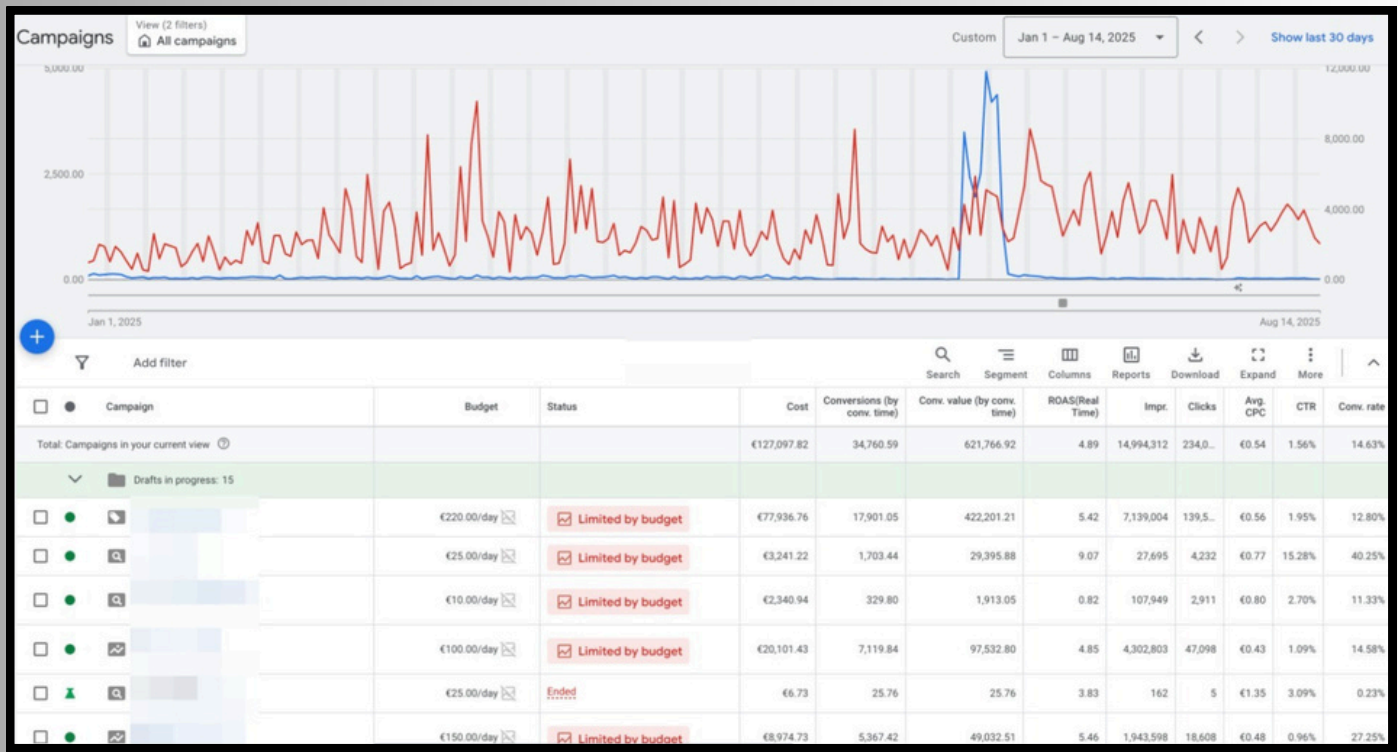 View (2 filters)
Campaigns All campaigns Custom Jan 1 – Aug 14, 2025 Show last 30 days
5,000.00 12,000.00
8,000.00
2,500.00
4,000.00
0.00 0.00
Jan 1, 2025 Aug 14, 2025
Add filter Search Segment Columns Reports Download Expand More
Campaign Budget Status Cost Conversions (by conv. time) Conv. value (by conv. time) ROAS(Real Time) Impr. Clicks Avg. CPC CTR Conv. rate
Total: Campaigns in your current view €127,097.82 34,760.59 621,766.92 4.89 14,994,312 234,0... €0.54 1.56% 14.63%
Drafts in progress: 15
€220.00/day Limited by budget €77,936.76 17,901.05 422,201.21 5.42 7,139,004 139,5... €0.56 1.95% 12.80%
€25.00/day Limited by budget €3,241.22 1,703.44 29,395.88 9.07 27,695 4,232 €0.77 15.28% 40.25%
€10.00/day Limited by budget €2,340.94 329.80 1,913.05 0.82 107,949 2,911 €0.80 2.70% 11.33%
€100.00/day Limited by budget €20,101.43 7,119.84 97,532.80 4.85 4,302,803 47,098 €0.43 1.09% 14.58%
€25.00/day Ended €6.73 25.76 25.76 3.83 162 5 €1.35 3.09% 0.23%
€150.00/day Limited by budget €8,974.73 5,367.42 49,032.51 5.46 1,943,598 18,608 €0.48 0.96% 27.25%